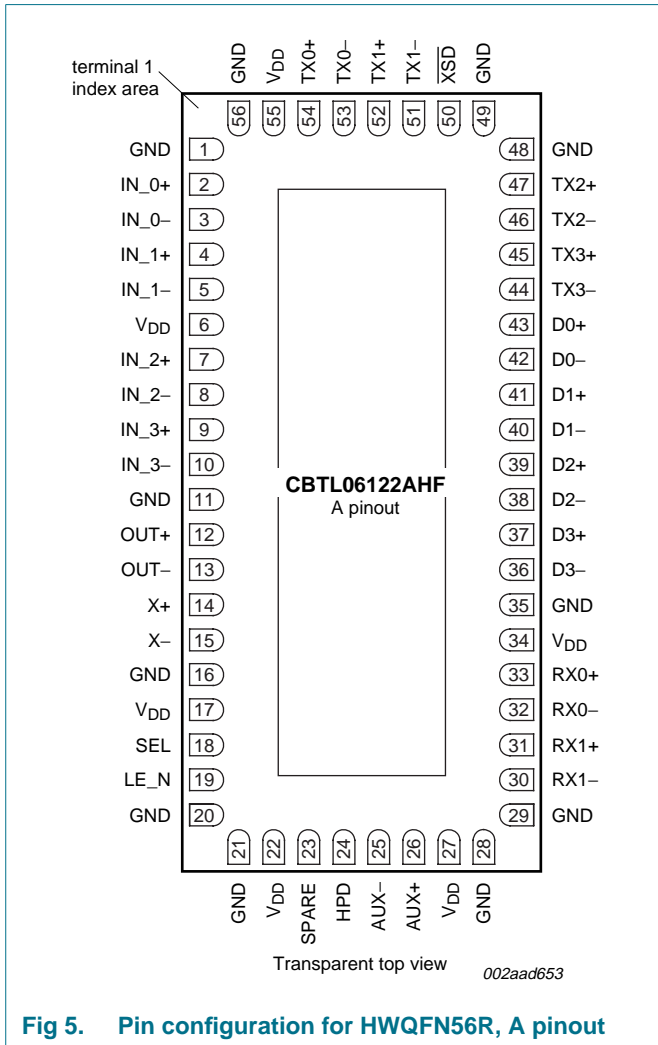 terminal 1
index area
GND
VDD
TX0+
TX0−
TX1+
TX1−
XSD
GND
56
55
54
53
52
51
50
49
GND 1
IN_0+ 2
IN_0− 3
IN_1+ 4
IN_1− 5
VDD 6
IN_2+ 7
IN_2− 8
IN_3+ 9
IN_3− 10
GND 11
OUT+ 12
OUT− 13
X+ 14
X− 15
GND 16
VDD 17
SEL 18
LE_N 19
GND 20
CBTL06122AHF
A pinout
48 GND
47 TX2+
46 TX2−
45 TX3+
44 TX3−
43 D0+
42 D0−
41 D1+
40 D1−
39 D2+
38 D2−
37 D3+
36 D3−
35 GND
34 VDD
33 RX0+
32 RX0−
31 RX1+
30 RX1−
29 GND
21
22
23
24
25
26
27
28
GND
VDD
SPARE
HPD
AUX−
AUX+
VDD
GND
Transparent top view
002aad653
Fig 5. Pin configuration for HWQFN56R, A pinout